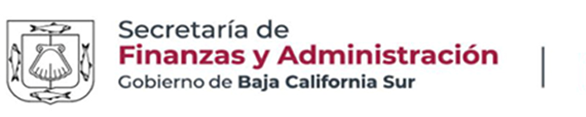 Secretaría de
Finanzas y Administración
Gobierno de Baja California Sur